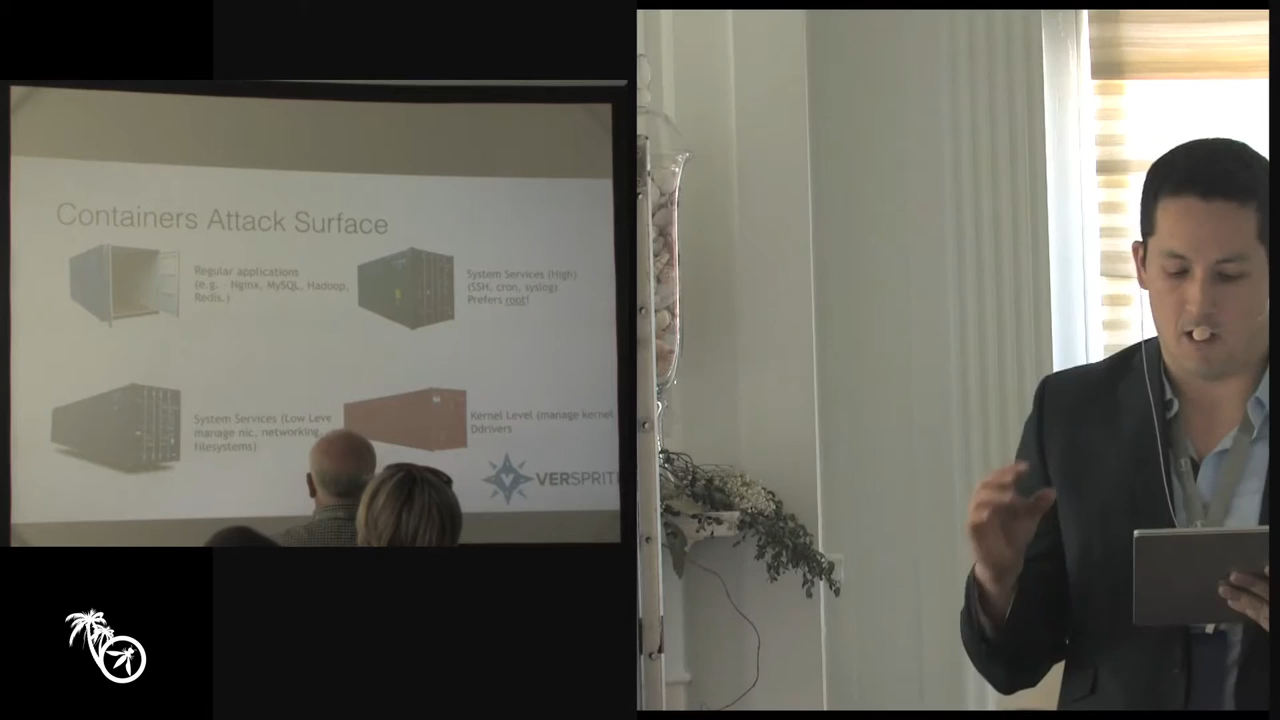 Containers Attack Surface
Regular applications
(e.g. - Nginx, MySQL, Hadoop,
Redis.)
System Services (High)
(SSH, cron, syslog)
Prefers root!
System Services (Low Leve
manage nic, networking,
filesystems)
Kernel Level (manage kernel
Ddrivers
VERSPRIT